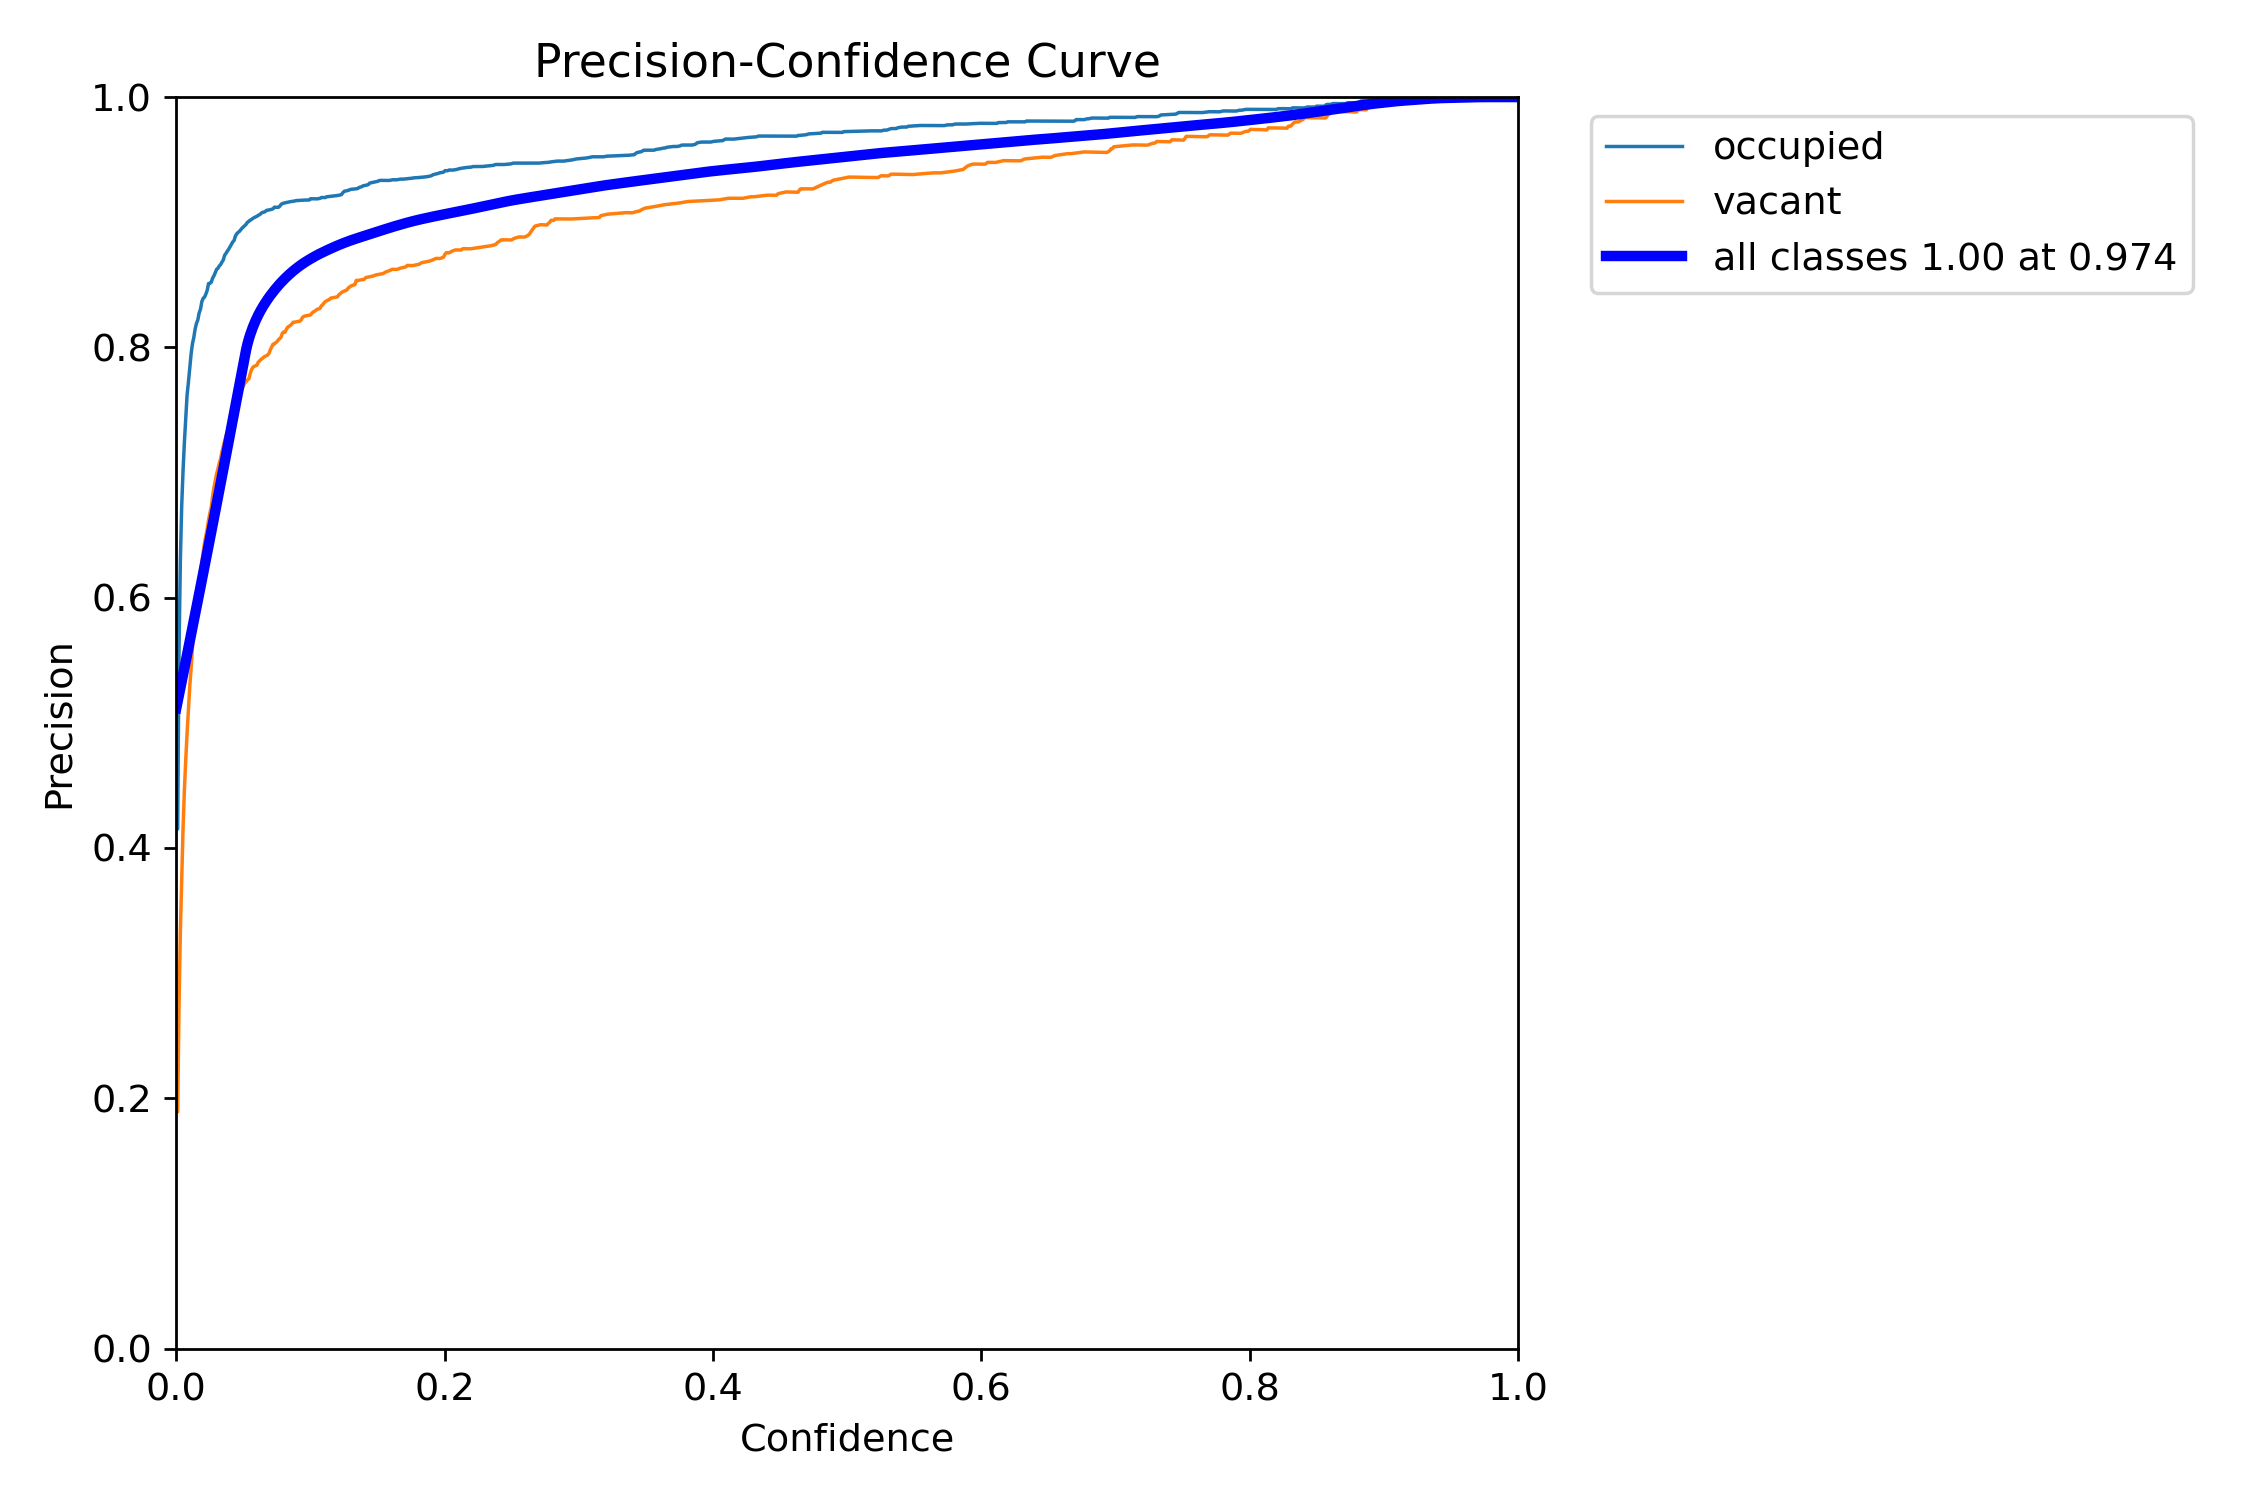 Precision-Confidence Curve
1.0
0.8
0.6
0.4
0.2
0.0
Precision
0.0 0.2 0.4 0.6 0.8 1.0
Confidence
occupied
vacant
all classes 1.00 at 0.974